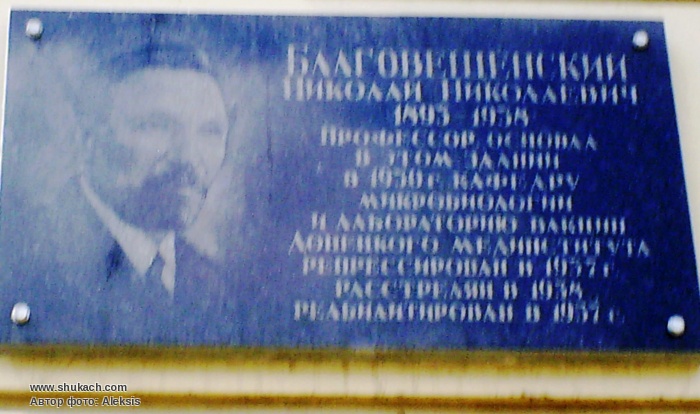 БЛАГОВЕЩЕНСКИЙ
НИКОЛАЙ НИКОЛАЕВИЧ
1893 1938
ПРОФЕССОР, ОСНОВАЛ
В ЭТОМ ЗДАНИИ
В 1930 Г. КАФЕДРУ
МИКРОБИОЛОГИИ
И ЛАБОРАТОРИЮ ВАКЦИН
ДОНЕЦКОГО МЕДИНСТИТУТА
РЕПРЕССИРОВАН В 1937 Г.
РАССТРЕЛЯН В 1938,
РЕАБИЛИТИРОВАН В 1957 Г.
www.shukach.com
Автор фото: Aleksis